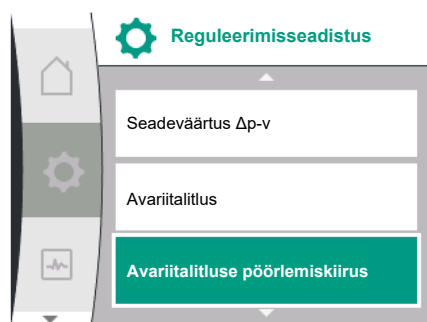 Reguleerimisseadistus
Seadeväärtus Δp-v
Avariitalitlus
Avariitalitluse pöörlemiskiirus